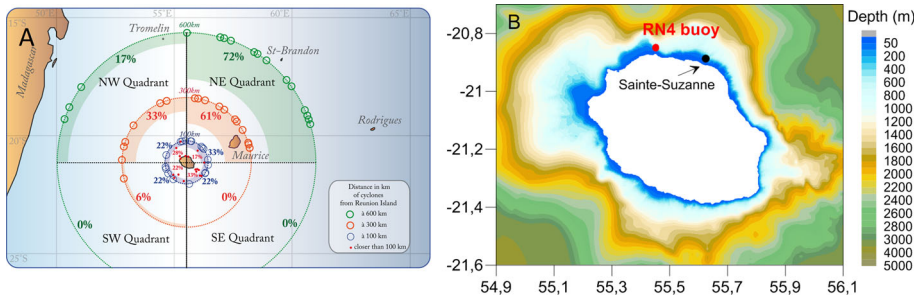 A
15°S
50°E
55°E
600km
60°E
65°E
Tromelin
St-Brandon
Madagascar
17%
72%
NW Quadrant
NE Quadrant
300km
33%
61%
Rodrigues
20°S
100km
22%
33%
Maurice
29%
17%
22%
33%
22%
22%
6%
0%
0%
0%
SW Quadrant
SE Quadrant
25°S
Distance in km
of cyclones
from Reunion Island
à 600 km
à 300 km
à 100 km
closer than 100 km
B
RN4 buoy
Sainte-Suzanne
-20,8
-21
-21,2
-21,4
-21,6
54,9
55,1
55,3
55,5
55,7
55,9
56,1
Depth (m)
50
200
400
600
800
1000
1200
1400
1600
1800
2000
2200
2400
2600
2800
3000
4000
5000